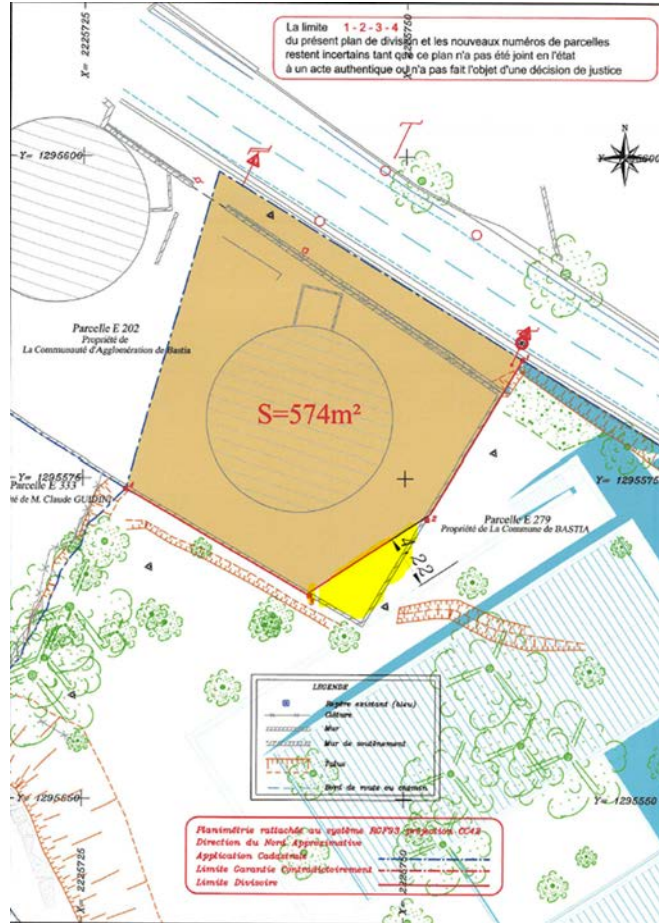 La limite 1 - 2 - 3 - 4
du présent plan de division et les nouveaux numéros de parcelles
restent incertains tant que ce plan n'a pas été joint en l'état
à un acte authentique ou n'a pas fait l'objet d'une décision de justice
X= 2225725
X= 2225750
Y= 1295600
Y= 1295600
N
Parcelle E 202
Propriété de
La Communauté d'Agglomération de Bastia
S=574m²
Y= 1295575
Y= 1295575
Parcelle E 333
té de M. Claude GUIDINI
Parcelle E 279
Propriété de La Commune de BASTIA
2
LEGENDE
Repère existant (bleu)
Clôture
Mur
Mur de soutènement
Talus
Bord de route ou chemin
Y= 1295550
Y= 1295550
Planimétrie rattachée au système RGF93 projection CC42
Direction du Nord Approximative
Application Cadastrale
Limite Garantie Contradictoirement
Limite Divisoire
X= 2225725
X= 2225750